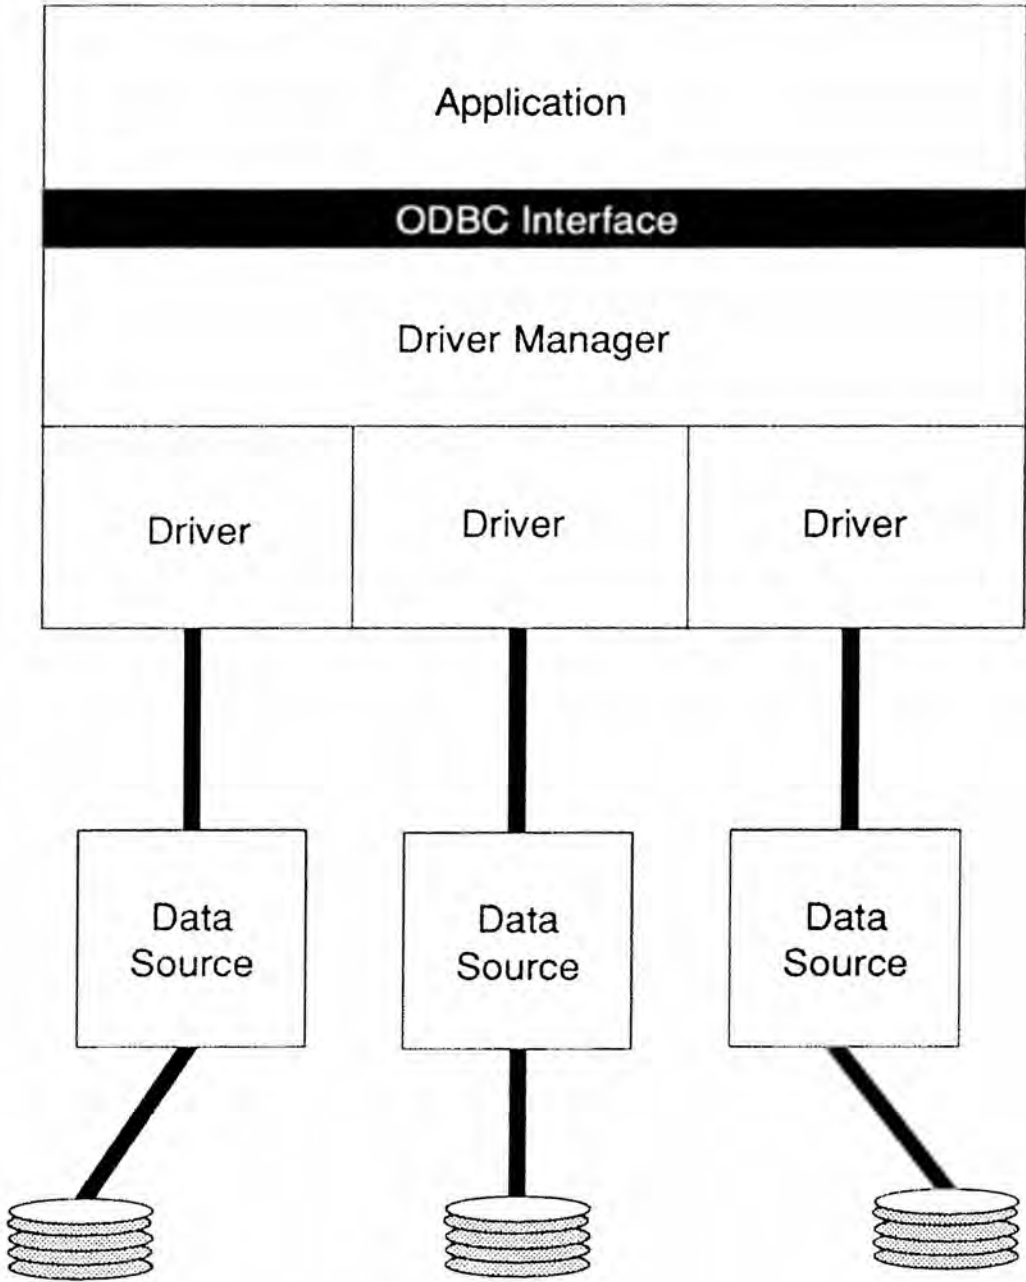 Application
ODBC Interface
Driver Manager
Driver
Driver
Driver
Data
Source
Data
Source
Data
Source